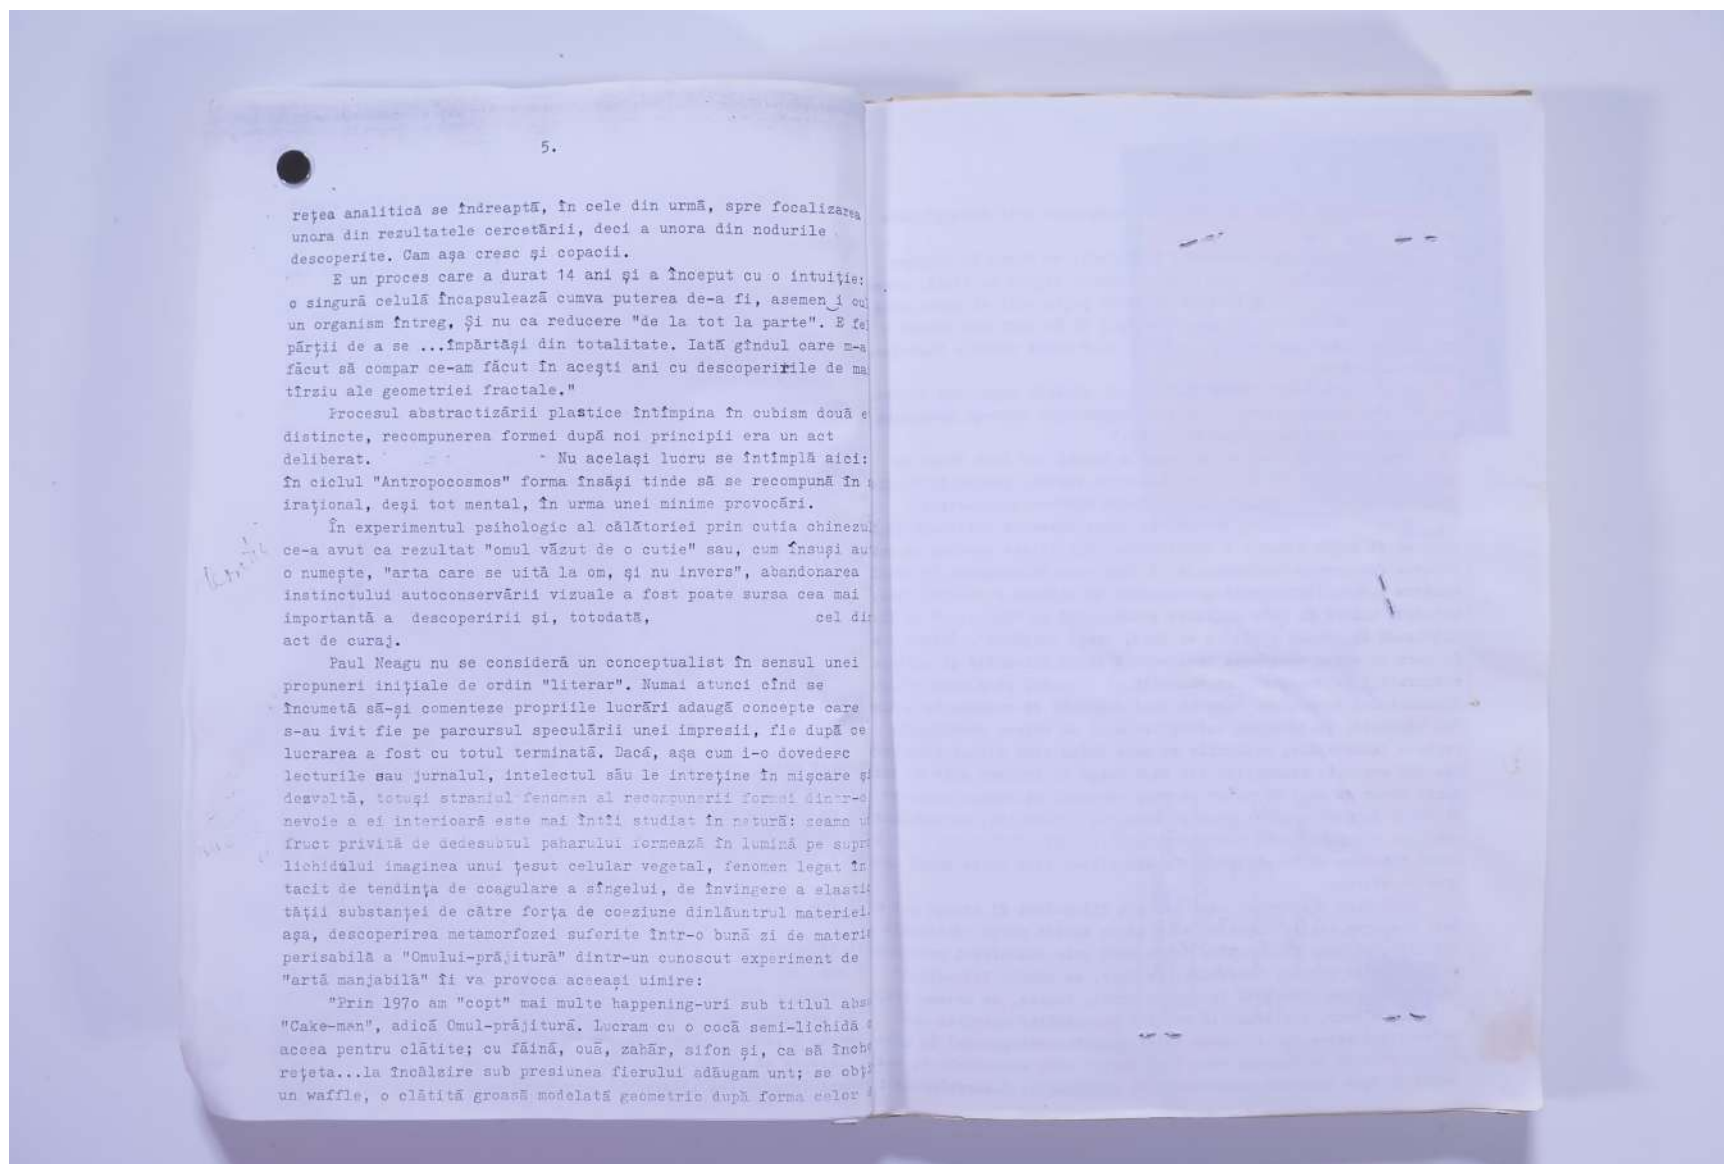 5.
rețea analitică se îndreaptă, în cele din urmă, spre focalizarea
unora din rezultatele cercetării, deci a unora din nodurile
descoperite. Cam așa cresc și copacii.
E un proces care a durat 14 ani și a început cu o intuiție:
o singură celulă încapsulează cumva puterea de-a fi, asemen i cu
un organism întreg, Și nu ca reducere "de la tot la parte". E
părții de a se ...împărtăși din totalitate. Iată gîndul care m-a
făcut să compar ce-am făcut în acești ani cu descoperirile de
tîrziu ale geometriei fractale."
Procesul abstractizării plastice întîmpina în cubism două
distincte, recompunerea formei după noi principii era un act
deliberat. Nu același lucru se întîmplă aici:
în ciclul "Antropocosmos" forma însăși tinde să se recompună în
irațional, deși tot mental, în urma unei minime provocări.
În experimentul psihologic al călătoriei prin cutia
ce-a avut ca rezultat "omul văzut de o cutie" sau, cum însuși
o numește, "arta care se uită la om, și nu invers", abandonarea
instinctului autoconservării vizuale a fost poate sursa cea mai
importantă a descoperirii și, totodată, cel
act de curaj.
Paul Neagu nu se consideră un conceptualist în sensul unei
propuneri inițiale de ordin "literar". Numai atunci cînd se
încumetă să-și comenteze propriile lucrări adaugă concepte care
s-au ivit fie pe parcursul speculării unei impresii, fie după ce
lucrarea a fost cu totul terminată. Dacă, așa cum i-o dovedesc
lecturile sau jurnalul, intelectul său le intreține în mișcare
dezvoltă, totuși straniul fenomen al recompunerii formei dintr-o
nevoie a ei interioară este mai întîi studiat în natură: seama
fruct privită de dedesubtul paharului formează în lumină pe
lichidului imaginea unui țesut celular vegetal, fenomen legat
tacit de tendința de coagulare a sîngelui, de învingere a
tății substanței de către forța de coeziune dinlăuntrul materiei
așa, descoperirea metamorfozei suferite într-o bună zi de
perisabilă a "Omului-prăjitură" dintr-un cunoscut experiment de
"artă manjabilă" îi va provoca aceeași uimire:
"Prin 197o am "copt" mai multe happening-uri sub titlul
"Cake-man", adică Omul-prăjitură. Lucram cu o cocă semi-lichidă
aceea pentru clătite; cu făină, ouă, zahăr, sifon și, ca să
rețeta...la încălzire sub presiunea fierului adăugam unt; se
un waffle, o clătită groasă modelată geometric după forma celor